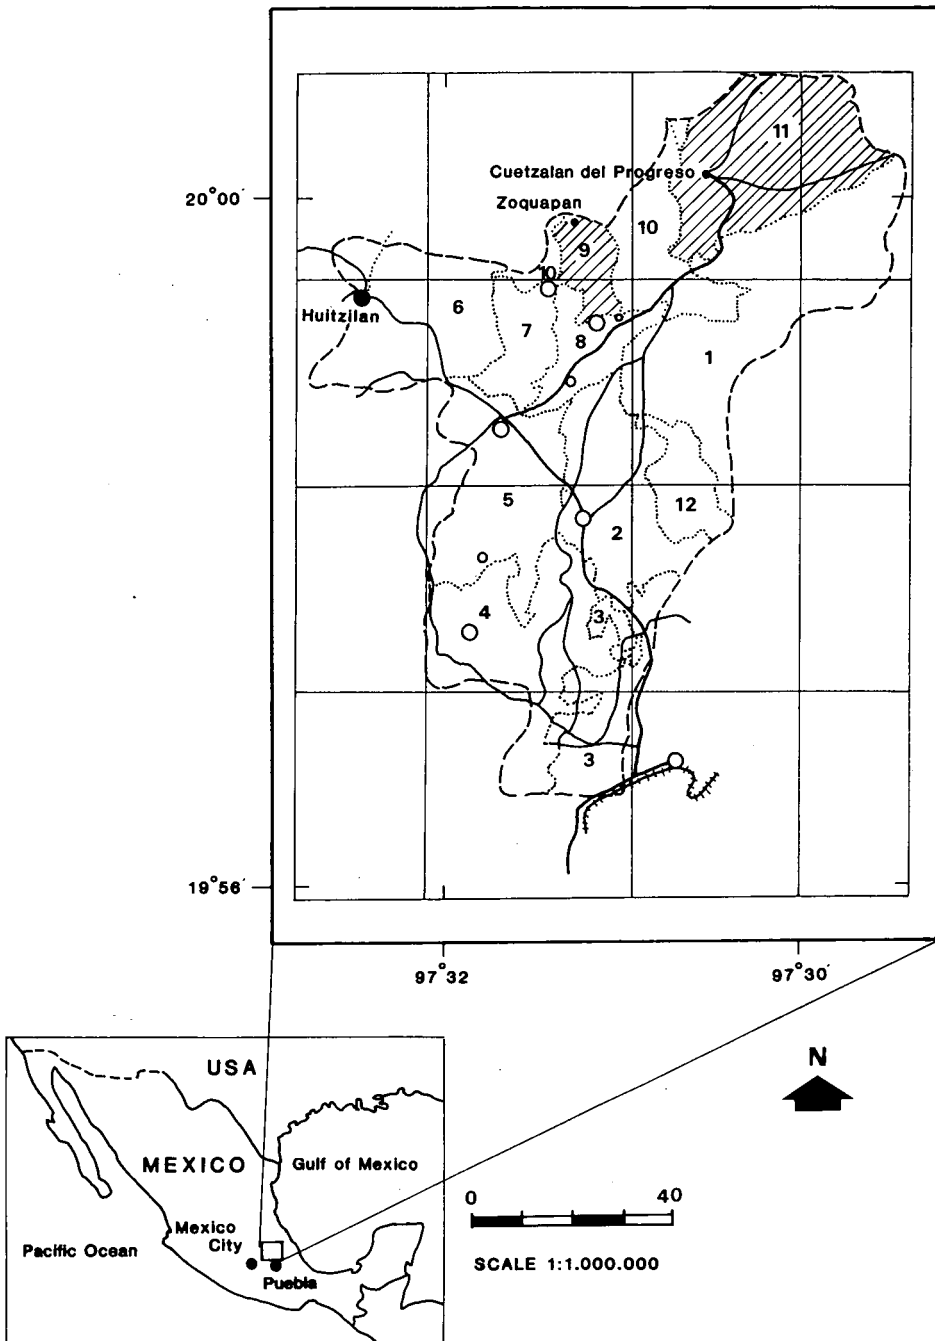 11
Cuetzalan del Progreso
20°00'
Zoquapan
10
9
10
6
Huitzilan
7
8
1
5
12
2
4
3
3
19°56'
97°32'
97°30'
N
USA
MEXICO
Gulf of Mexico
0 40
Mexico
City
Pacific Ocean
Puebla
SCALE 1:1.000.000